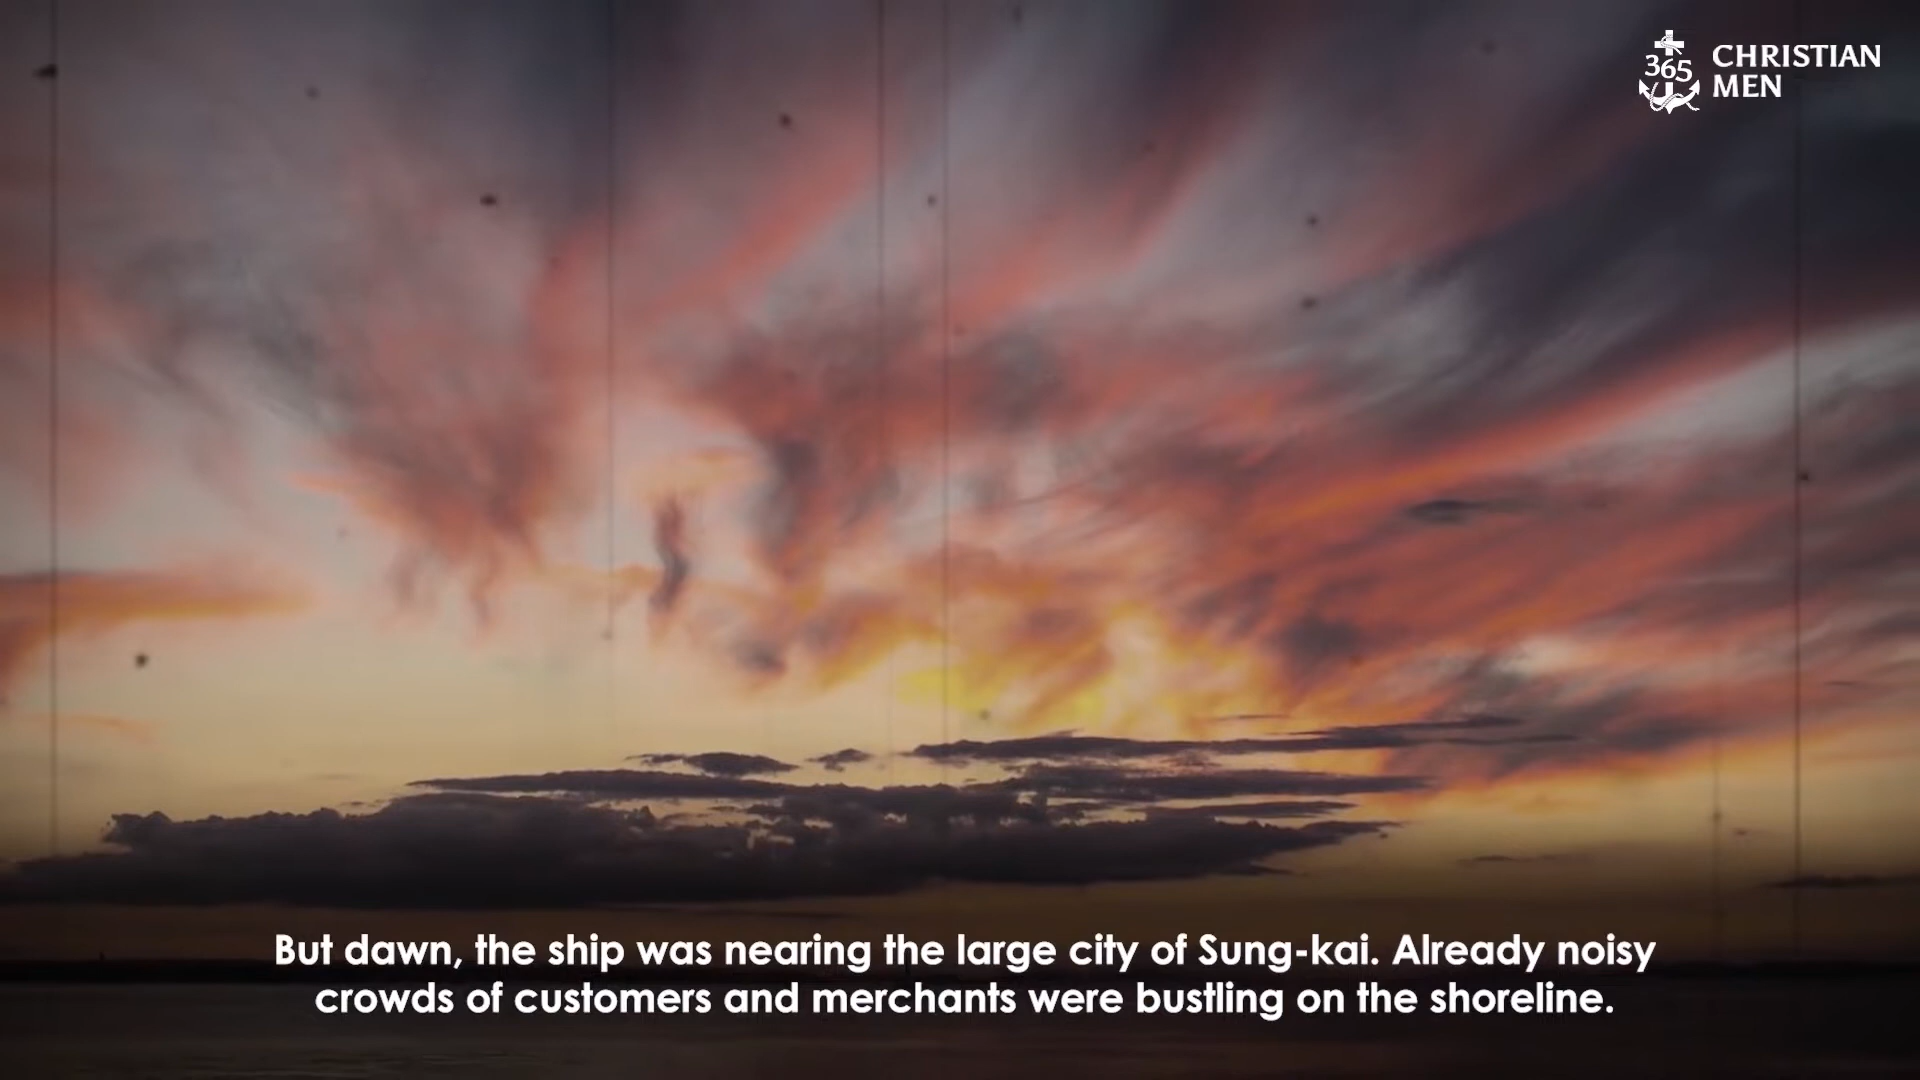 365
CHRISTIAN
MEN
But dawn, the ship was nearing the large city of Sung-kai. Already noisy
crowds of customers and merchants were bustling on the shoreline.